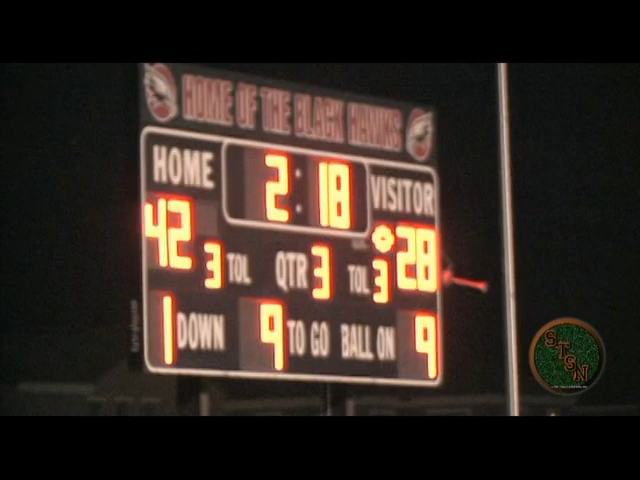 HOME OF THE BLACK HAWKS
HOME 2:18 VISITOR
42 3 TOL QTR 3 TOL 3 28
1 DOWN 9 TO GO BALL ON 9
STSN